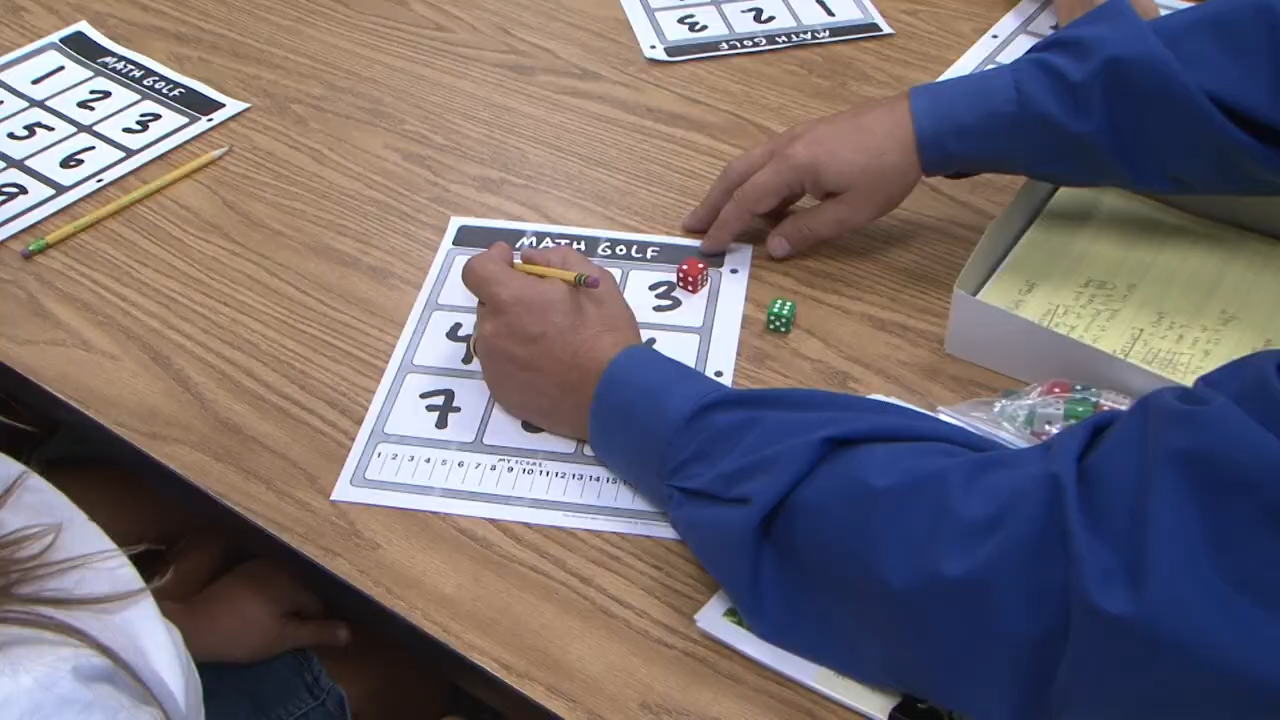 MATH GOLF
1 2 3
5 6
9
MATH GOLF
1 2 3
MATH GOLF
3
4
7
MY SCORE:
1 2 3 4 5 6 7 8 9 10 11 12 13 14 15